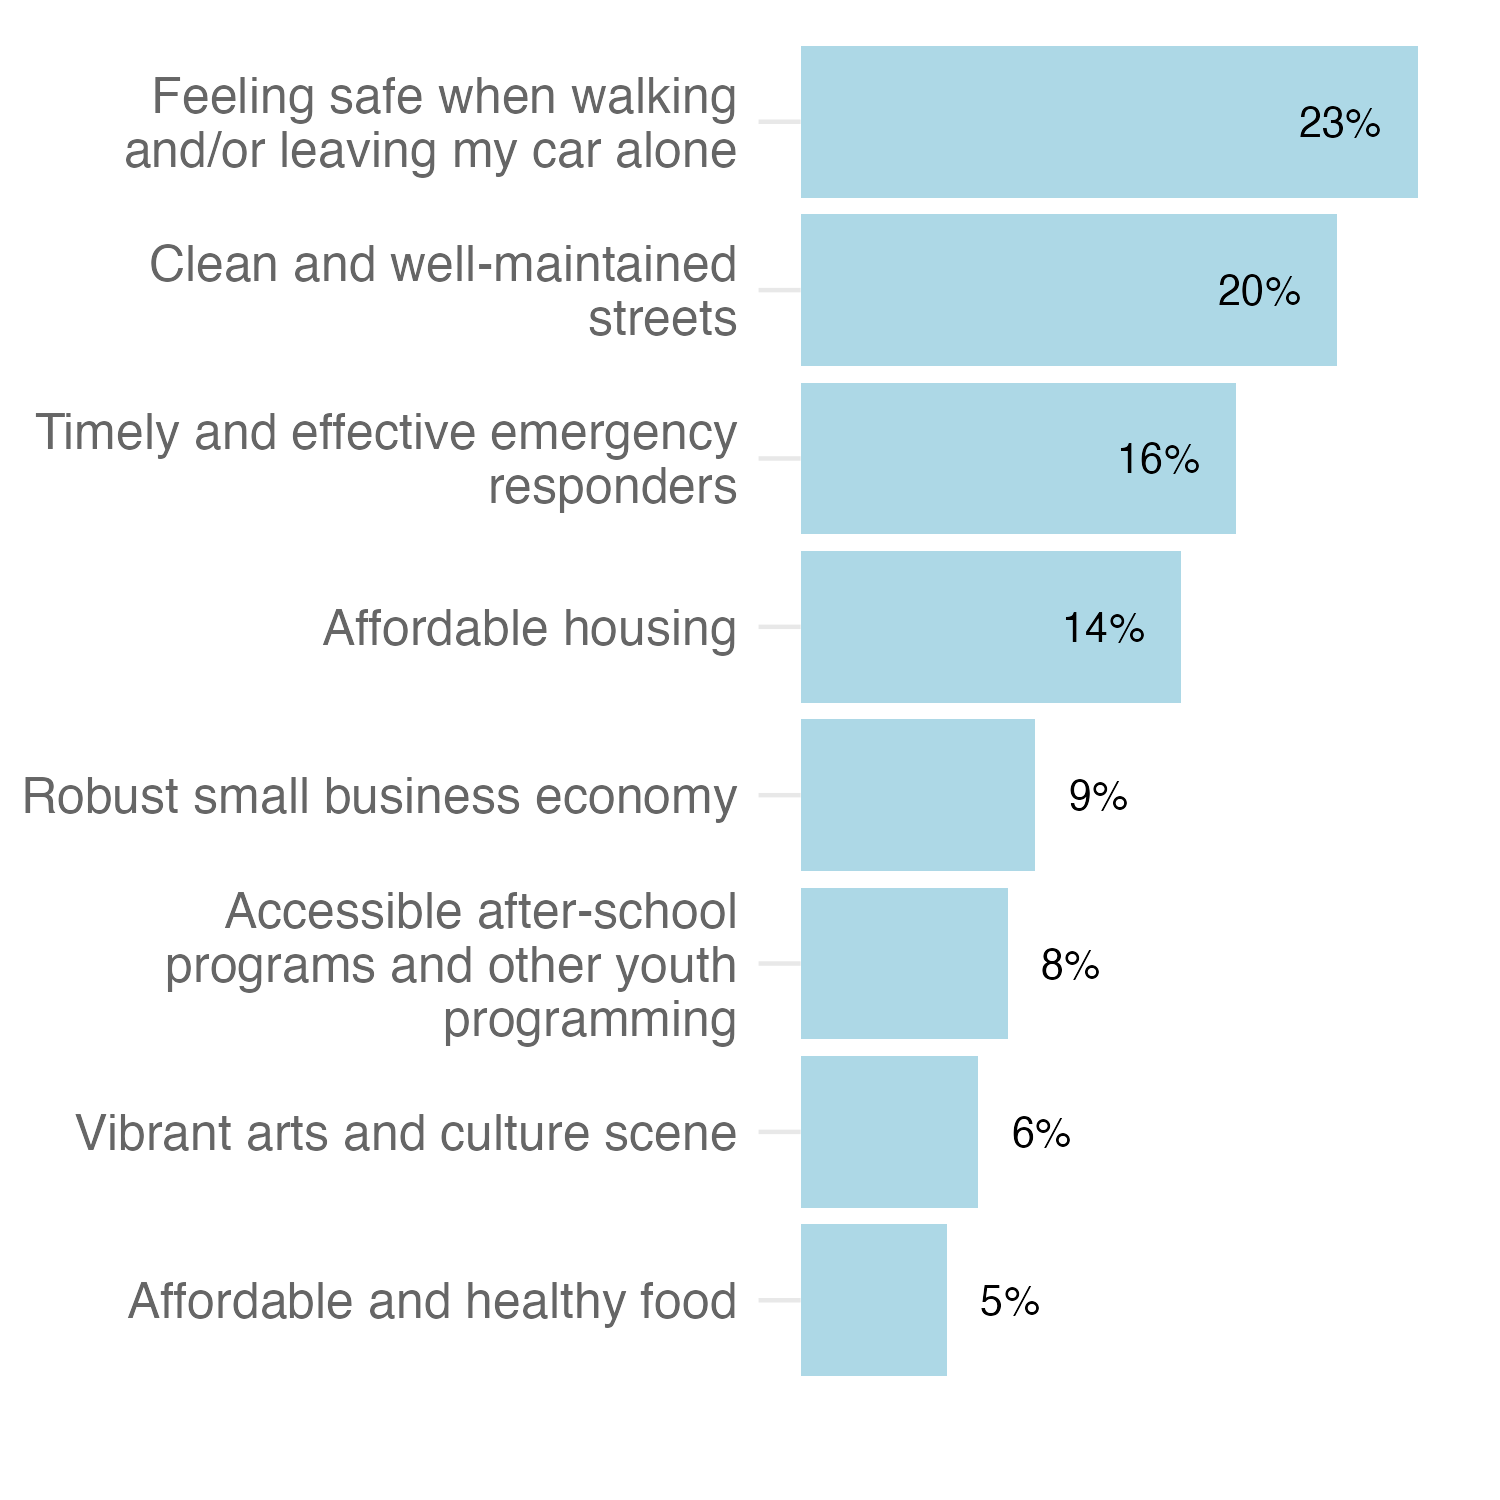 Feeling safe when walking
and/or leaving my car alone
23%
Clean and well-maintained
streets
20%
Timely and effective emergency
responders
16%
Affordable housing
14%
Robust small business economy
9%
Accessible after-school
programs and other youth
programming
8%
Vibrant arts and culture scene
6%
Affordable and healthy food
5%